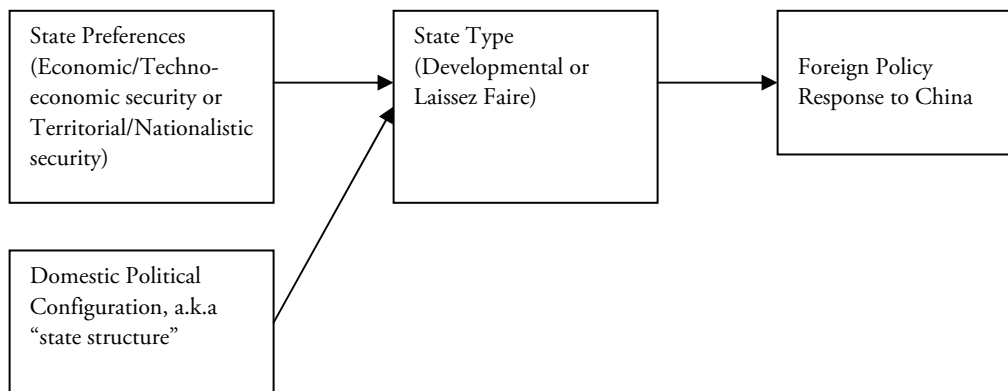 State Preferences
(Economic/Techno-
economic security or
Territorial/Nationalistic
security)
State Type
(Developmental or
Laissez Faire)
Foreign Policy
Response to China
Domestic Political
Configuration, a.k.a
“state structure”